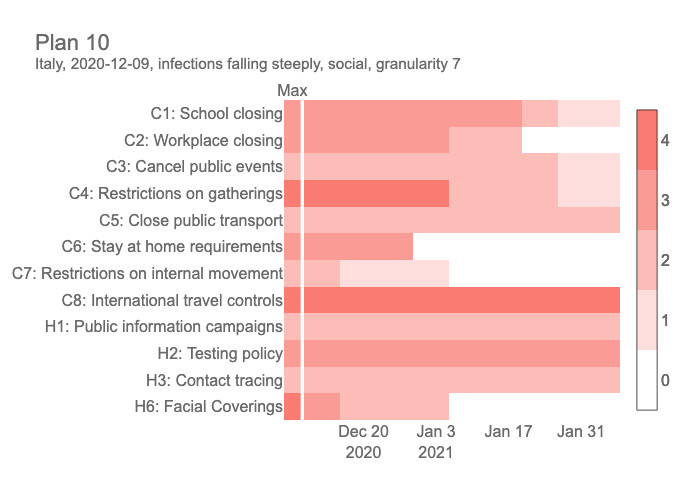 Plan 10
Italy, 2020-12-09, infections falling steeply, social, granularity 7
Max
C1: School closing
C2: Workplace closing
C3: Cancel public events
C4: Restrictions on gatherings
C5: Close public transport
C6: Stay at home requirements
C7: Restrictions on internal movement
C8: International travel controls
H1: Public information campaigns
H2: Testing policy
H3: Contact tracing
H6: Facial Coverings
4
3
2
1
0
Dec 20 Jan 3 Jan 17 Jan 31
2020 2021